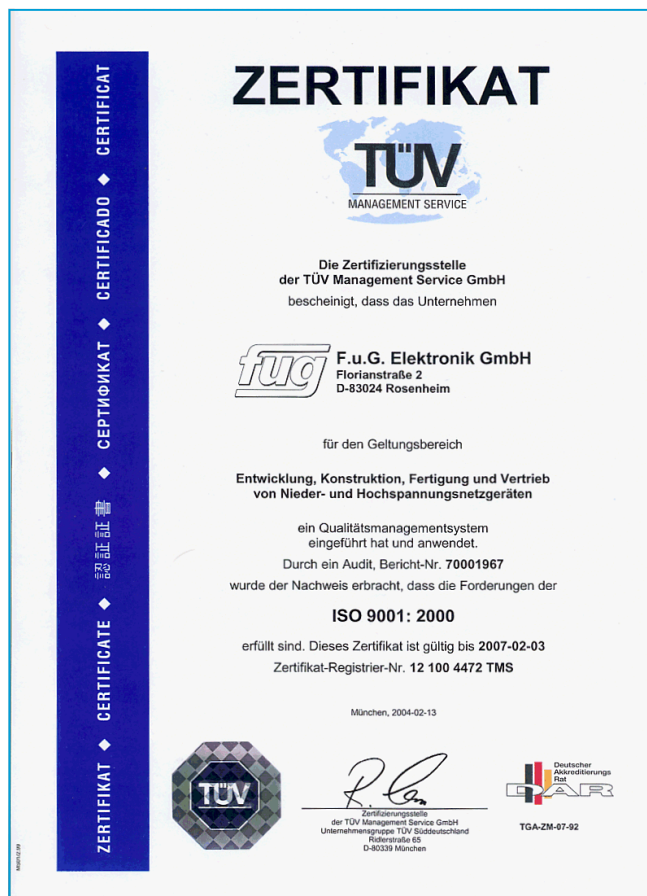 ZERTIFIKAT
TÜV
MANAGEMENT SERVICE
Die Zertifizierungsstelle
der TÜV Management Service GmbH
bescheinigt, dass das Unternehmen
fug
F.u.G. Elektronik GmbH
Florianstraße 2
D-83024 Rosenheim
für den Geltungsbereich
Entwicklung, Konstruktion, Fertigung und Vertrieb
von Nieder- und Hochspannungsnetzgeräten
ein Qualitätsmanagementsystem
eingeführt hat und anwendet.
Durch ein Audit, Bericht-Nr. 70001967
wurde der Nachweis erbracht, dass die Forderungen der
ISO 9001: 2000
erfüllt sind. Dieses Zertifikat ist gültig bis 2007-02-03
Zertifikat-Registrier-Nr. 12 100 4472 TMS
München, 2004-02-13
TÜV
Zertifizierungsstelle
der TÜV Management Service GmbH
Unternehmensgruppe TÜV Süddeutschland
Ridlerstraße 65
D-80339 München
Deutscher
Akkreditierungs
Rat
DAR
TGA-ZM-07-92
ZERTIFIKAT ◆ CERTIFICATE ◆ 認証証書 ◆ СЕРТИФИКАТ ◆ CERTIFICADO ◆ CERTIFICAT